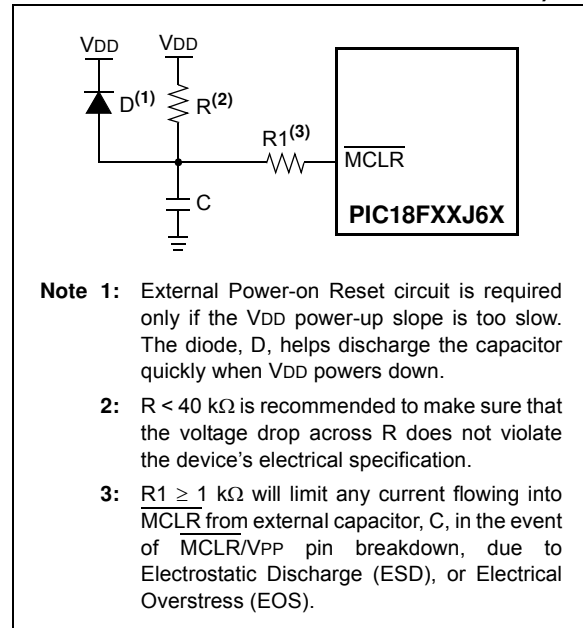 VDD VDD
D(1)
R(2)
R1(3)
MCLR
C
PIC18FXXJ6X
Note 1: External Power-on Reset circuit is required
only if the VDD power-up slope is too slow.
The diode, D, helps discharge the capacitor
quickly when VDD powers down.
2: R < 40 kΩ is recommended to make sure that
the voltage drop across R does not violate
the device's electrical specification.
3: R1 ≥ 1 kΩ will limit any current flowing into
MCLR from external capacitor, C, in the event
of MCLR/VPP pin breakdown, due to
Electrostatic Discharge (ESD), or Electrical
Overstress (EOS).